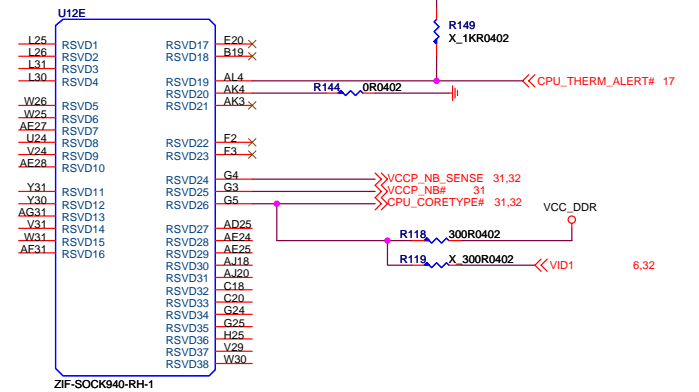 U12E
R149
X_1KR0402
L25 RSVD1 RSVD17 E20
L26 RSVD2 RSVD18 B19
L31 RSVD3
L30 RSVD4 RSVD19 AL4 CPU_THERM_ALERT# 17
RSVD20 AK4 R144 0R0402
W26 RSVD5 RSVD21 AK3
W25 RSVD6
AE27 RSVD7
U24 RSVD8 RSVD22 F2
V24 RSVD9 RSVD23 F3
AE28 RSVD10
RSVD24 G4 VCCP_NB_SENSE 31,32
Y31 RSVD11 RSVD25 G3 VCCP_NB# 31
Y30 RSVD12 RSVD26 G5 CPU_CORETYPE# 31,32
AG31 RSVD13 VCC_DDR
V31 RSVD14 RSVD27 AD25
W31 RSVD15 RSVD28 AE24 R118 300R0402
AF31 RSVD16 RSVD29 AE25
RSVD30 AJ18 R119 X_300R0402 VID1 6,32
RSVD31 AJ20
RSVD32 C18
RSVD33 C20
RSVD34 G24
RSVD35 G25
RSVD36 H25
RSVD37 V29
RSVD38 W30
ZIF-SOCK940-RH-1